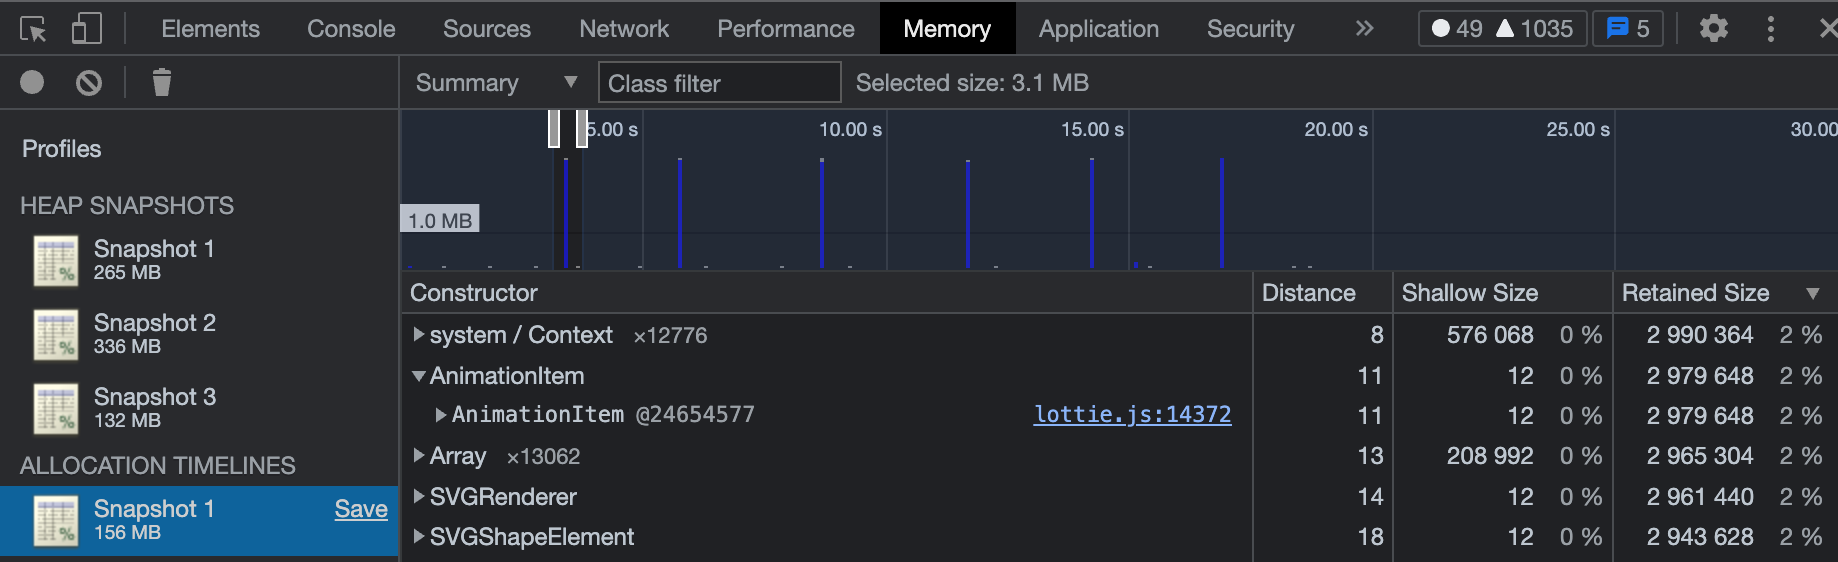 Elements Console Sources Network Performance Memory Application Security » 49 1035 5
Summary ▼ Class filter Selected size: 3.1 MB
Profiles
HEAP SNAPSHOTS
Snapshot 1
265 MB
Snapshot 2
336 MB
Snapshot 3
132 MB
ALLOCATION TIMELINES
Snapshot 1 Save
156 MB
5.00 s 10.00 s 15.00 s 20.00 s 25.00 s 30.00
1.0 MB
Constructor Distance Shallow Size Retained Size ▼
system / Context ×12776 8 576 068 0 % 2 990 364 2 %
AnimationItem 11 12 0 % 2 979 648 2 %
AnimationItem @24654577 lottie.js:14372 11 12 0 % 2 979 648 2 %
Array ×13062 13 208 992 0 % 2 965 304 2 %
SVGRenderer 14 12 0 % 2 961 440 2 %
SVGShapeElement 18 12 0 % 2 943 628 2 %